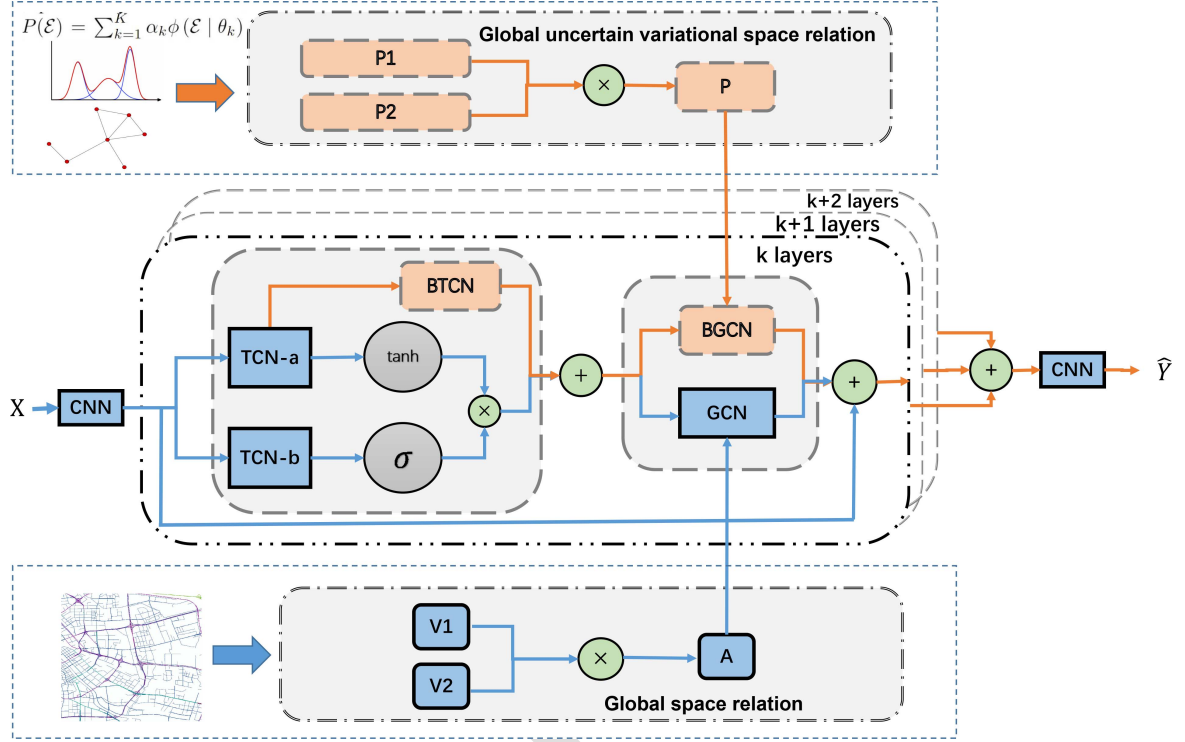 P̂(ℰ) = ∑_{k=1}^{K} α_k ϕ (ℰ | θ_k)
Global uncertain variational space relation
P1
P2
×
P
k+2 layers
k+1 layers
k layers
BTCN
TCN-a
tanh
BGCN
X
CNN
×
+
GCN
+
+
CNN
Ŷ
TCN-b
σ
V1
V2
×
A
Global space relation